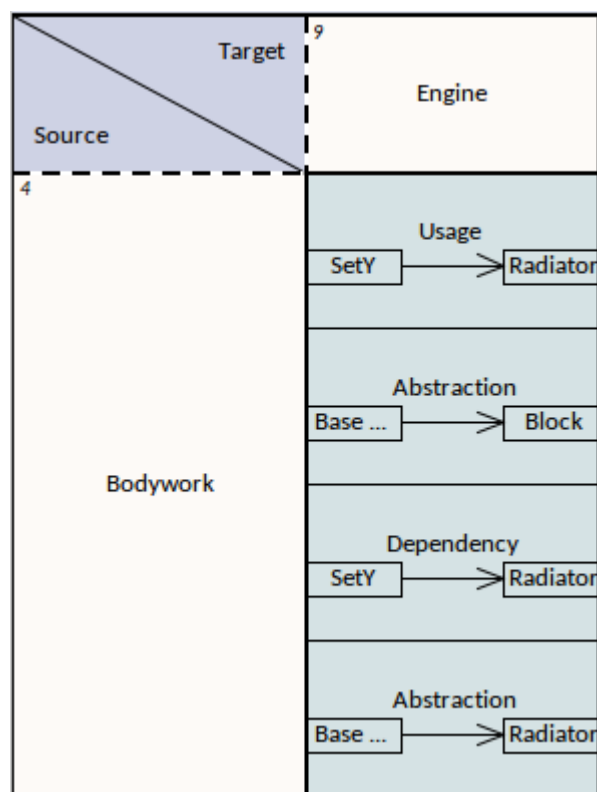 Target
Source
9
Engine
4
Bodywork
Usage
SetY Radiator
Abstraction
Base ... Block
Dependency
SetY Radiator
Abstraction
Base ... Radiator